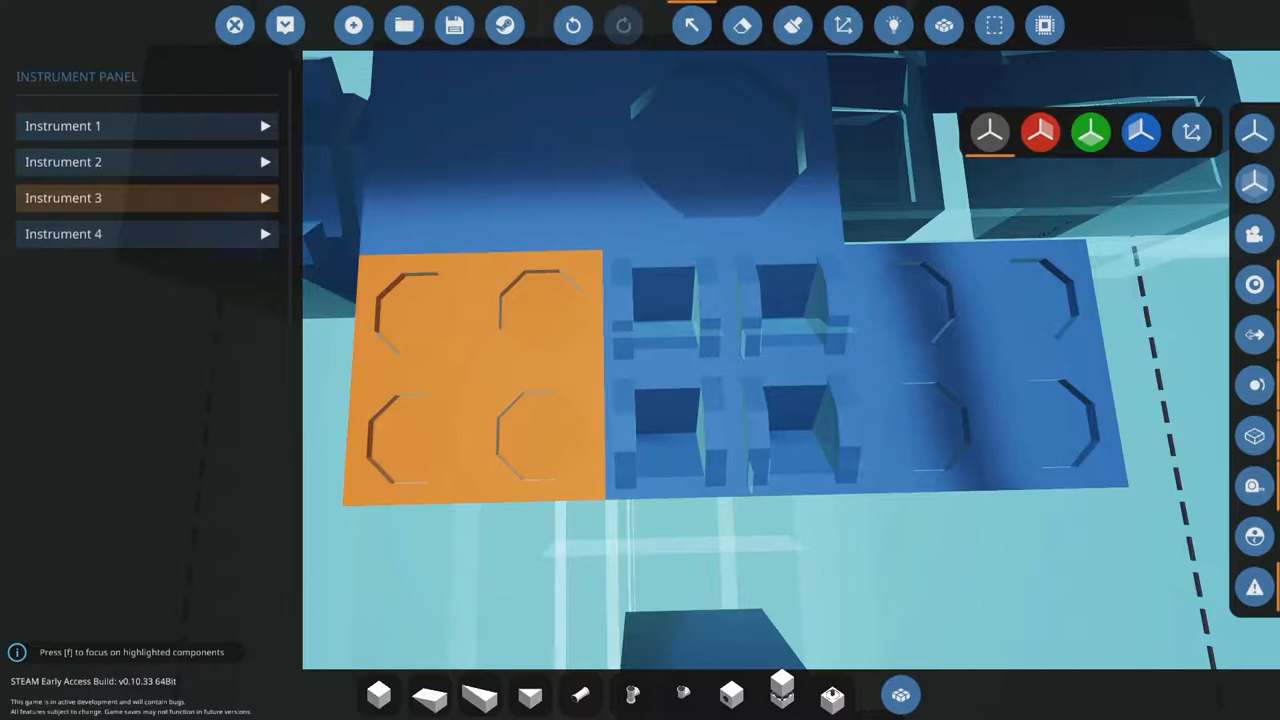 INSTRUMENT PANEL
Instrument 1
Instrument 2
Instrument 3
Instrument 4
Press [f] to focus on highlighted components
STEAM Early Access Build: v0.10.33 64Bit
This game is in active development and will contain bugs.
All features subject to change. Game saves may not function in future versions.